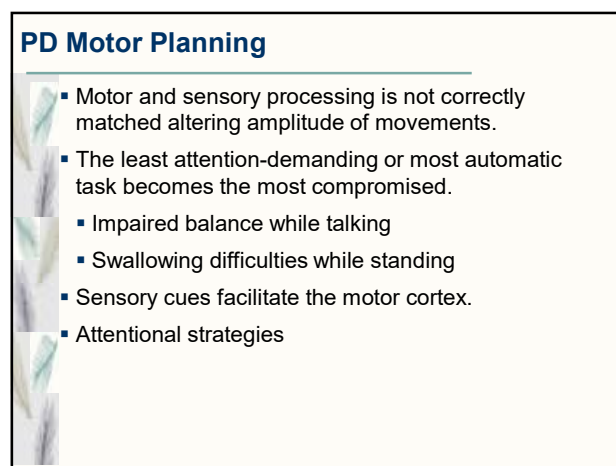 PD Motor Planning
▪ Motor and sensory processing is not correctly
matched altering amplitude of movements.
▪ The least attention-demanding or most automatic
task becomes the most compromised.
▪ Impaired balance while talking
▪ Swallowing difficulties while standing
▪ Sensory cues facilitate the motor cortex.
▪ Attentional strategies